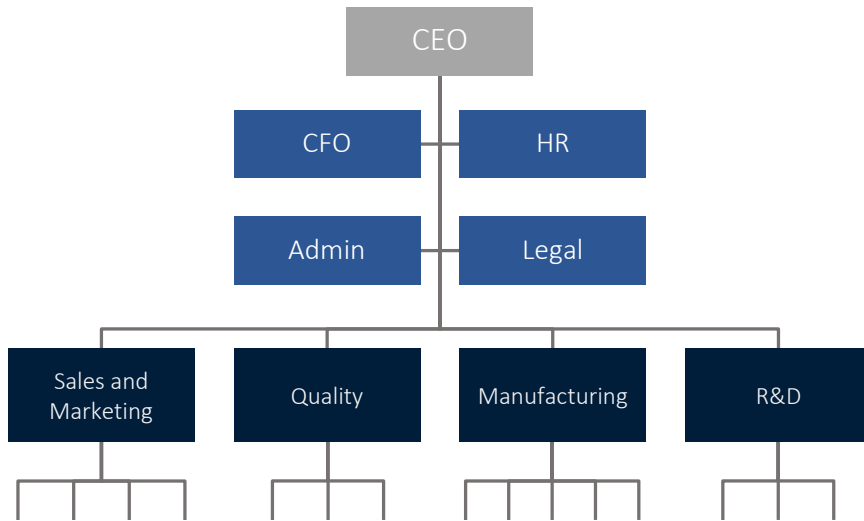 CEO
CFO
HR
Admin
Legal
Sales and
Marketing
Quality
Manufacturing
R&D